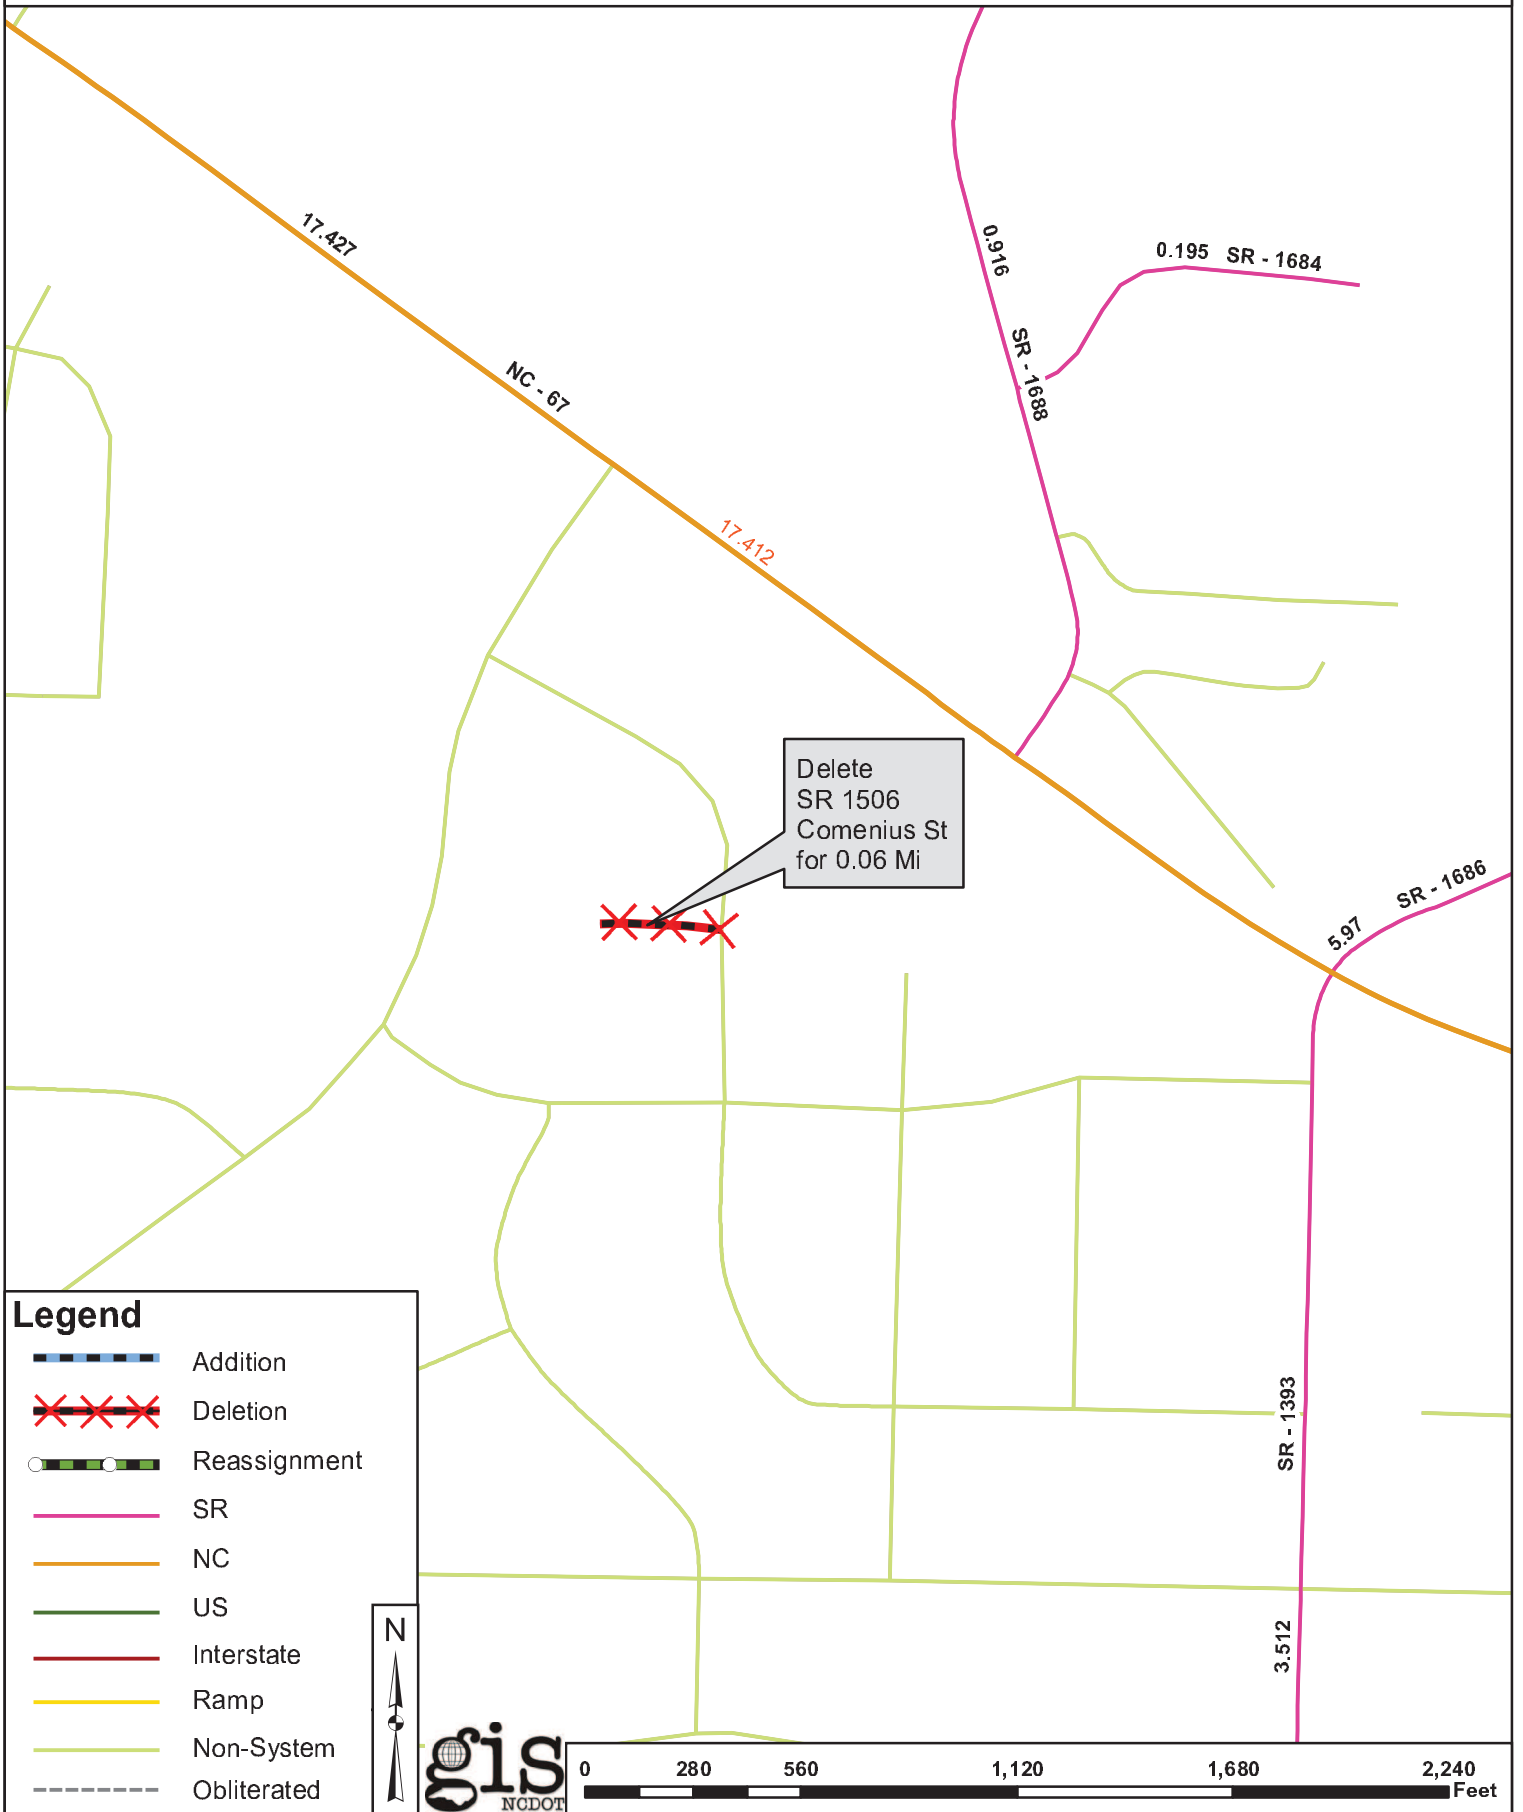 17.427
NC - 67
17.412
0.916
SR - 1688
0.195 SR - 1684
Delete
SR 1506
Comenius St
for 0.06 Mi
SR - 1686
5.97
SR - 1393
3.512
Legend
Addition
Deletion
Reassignment
SR
NC
US
Interstate
Ramp
Non-System
Obliterated
N
gis
NCDOT
0 280 560 1,120 1,680 2,240
Feet